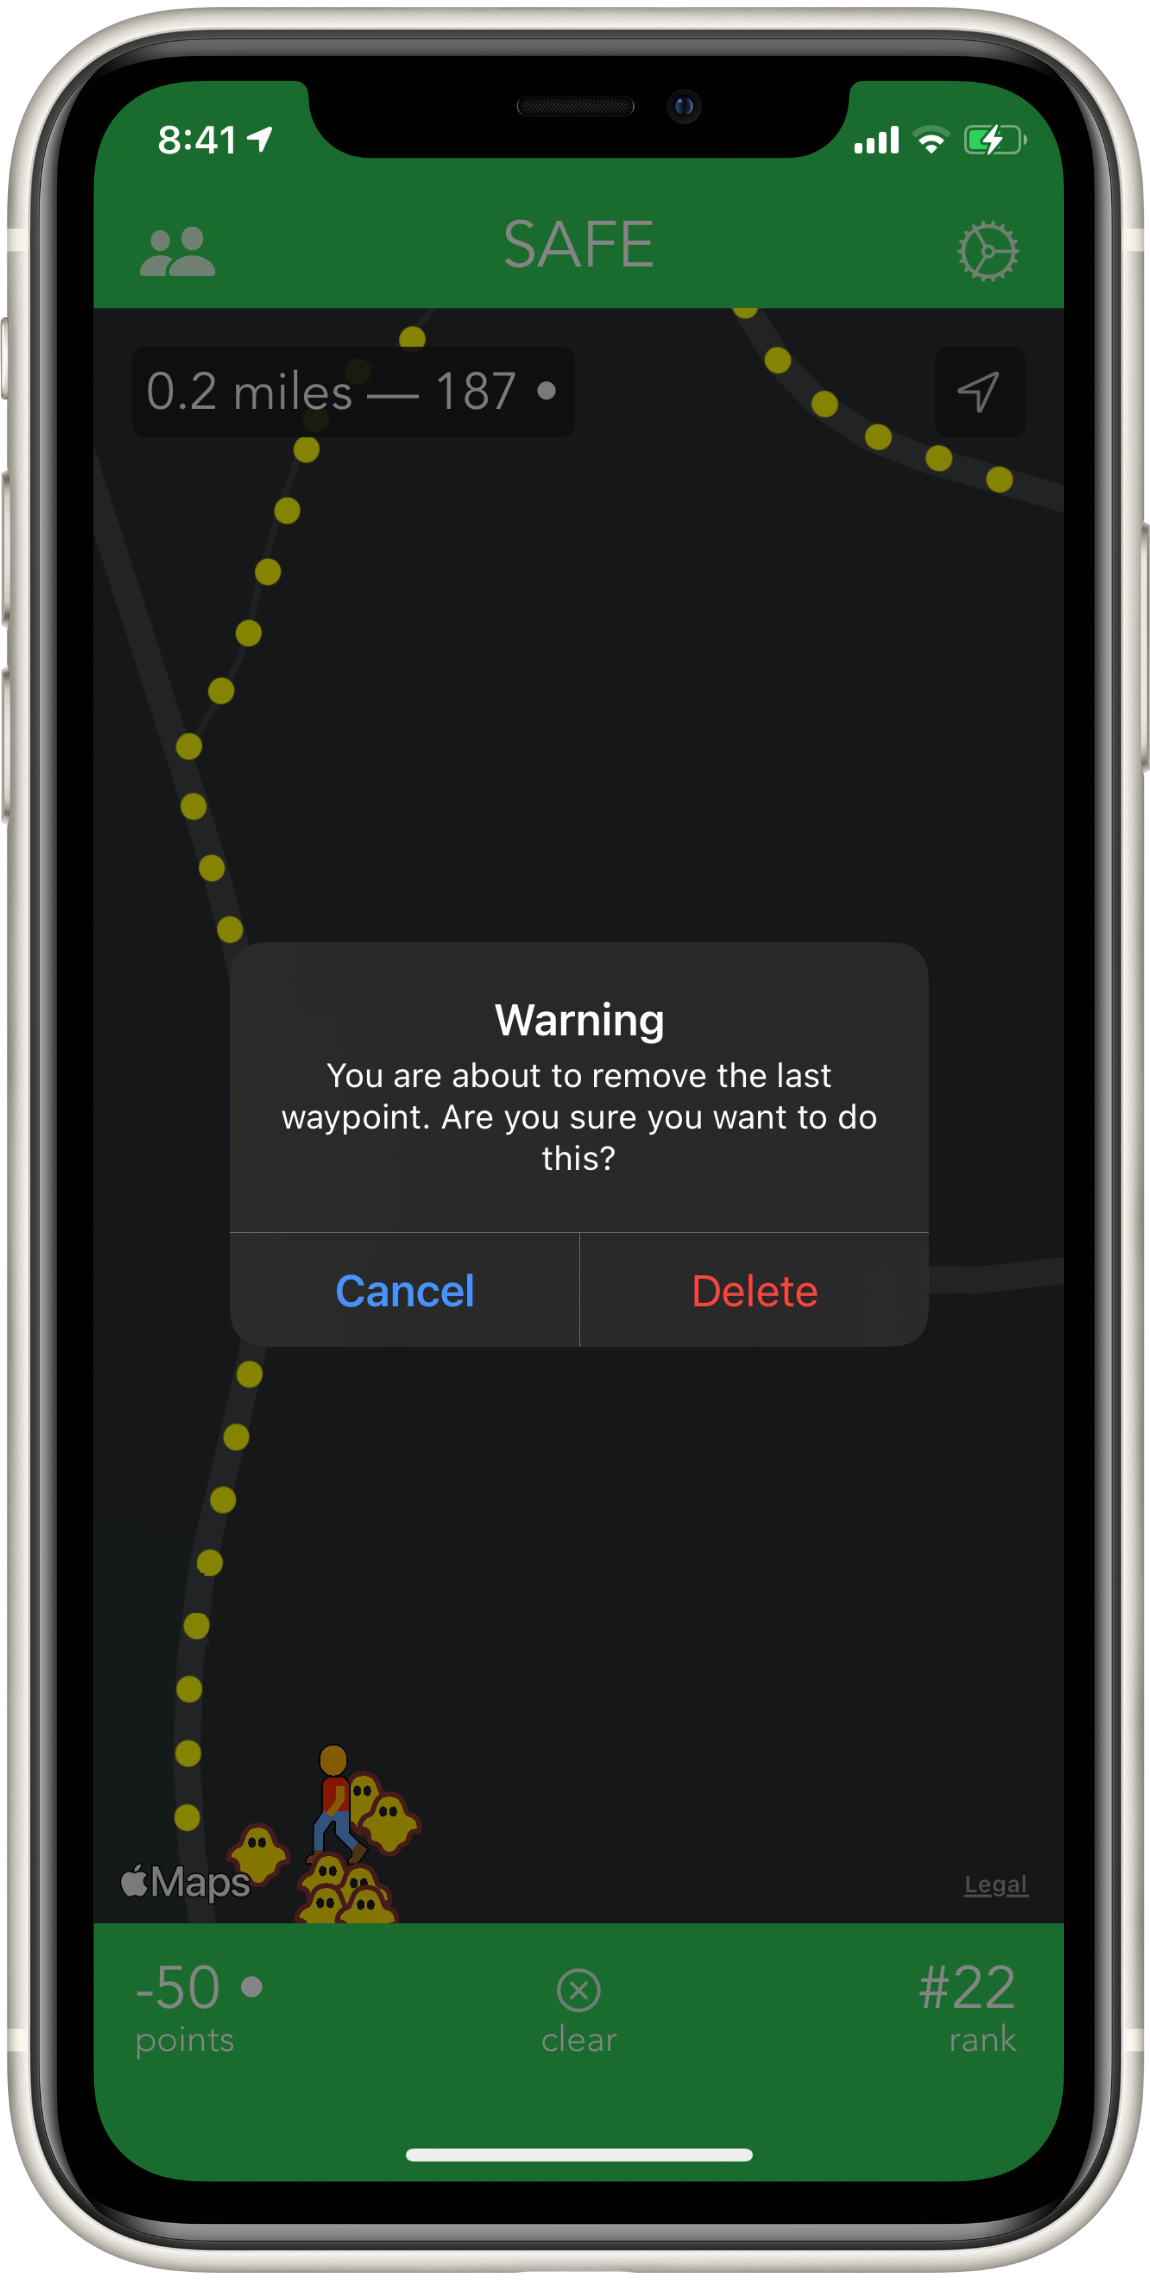 8:41
SAFE
0.2 miles — 187 •
Warning
You are about to remove the last
waypoint. Are you sure you want to do
this?
Cancel
Delete
Maps
Legal
-50 •
points
clear
#22
rank